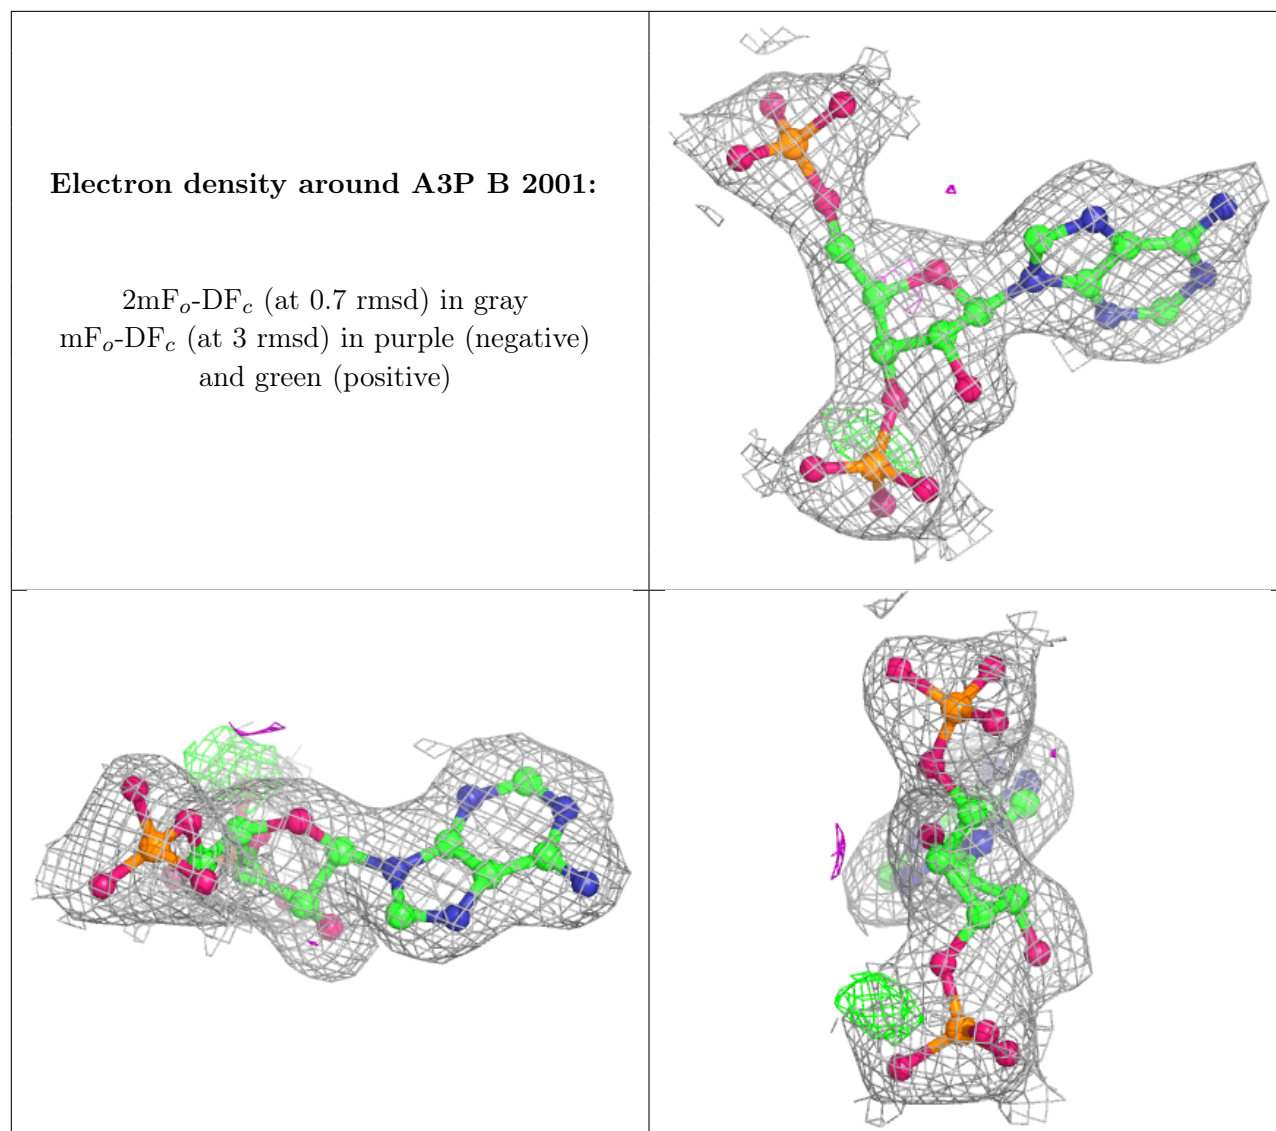 Electron density around A3P B 2001:
2mFo-DFc (at 0.7 rmsd) in gray
mFo-DFc (at 3 rmsd) in purple (negative)
and green (positive)